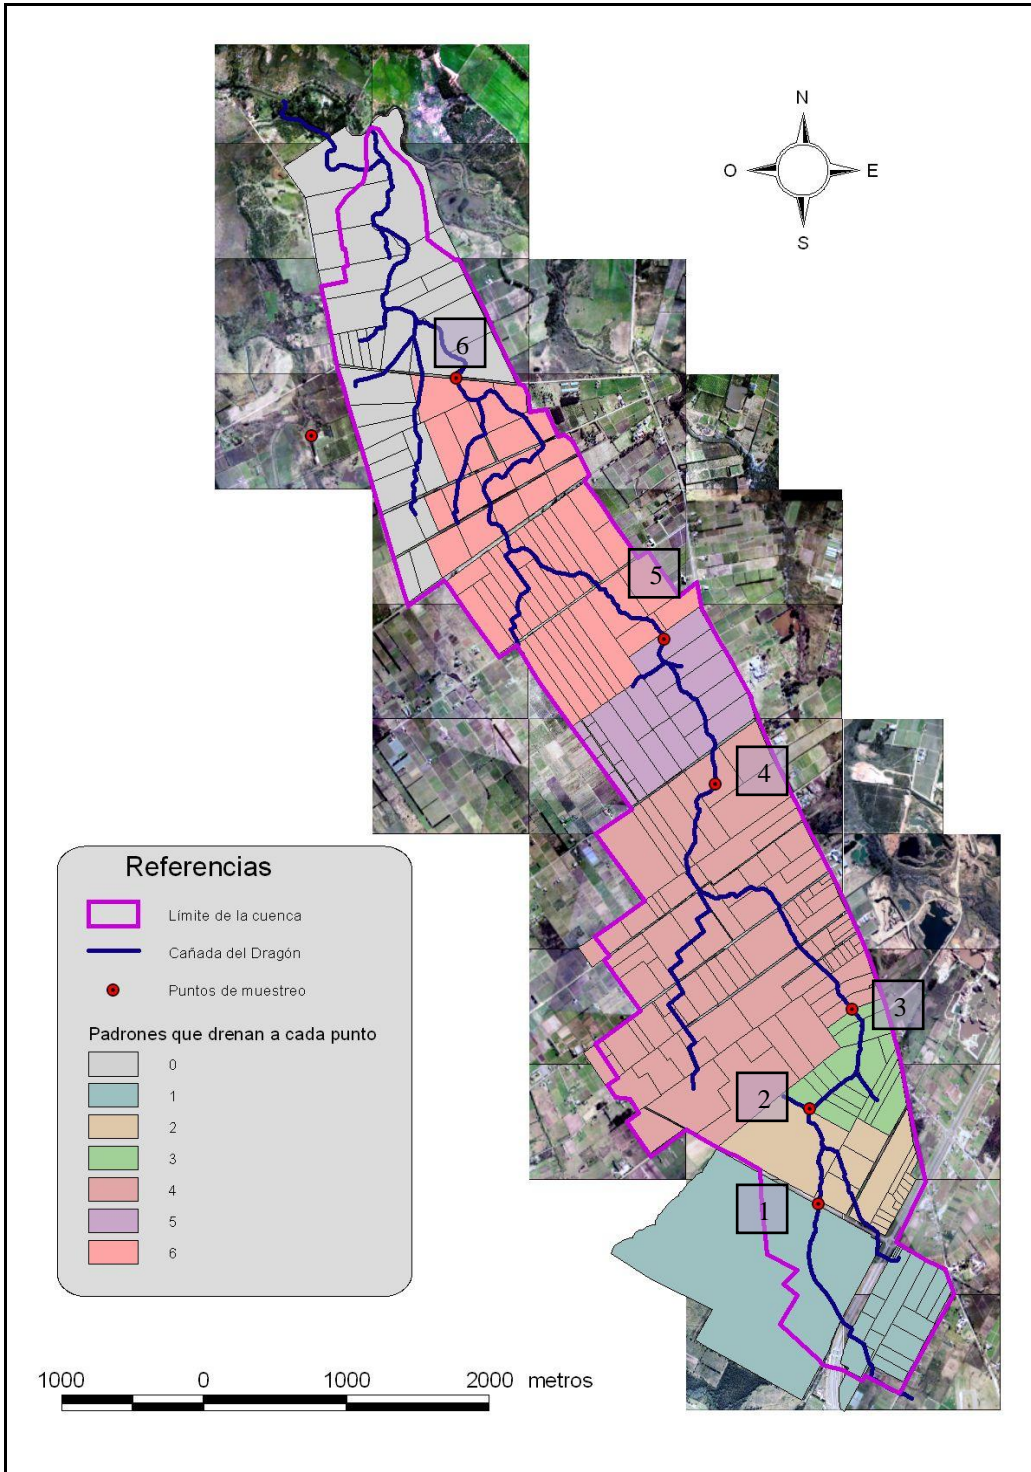 N
O E
S
6
5
4
3
2
1
Referencias
Límite de la cuenca
Cañada del Dragón
Puntos de muestreo
Padrones que drenan a cada punto
0
1
2
3
4
5
6
1000 0 1000 2000 metros